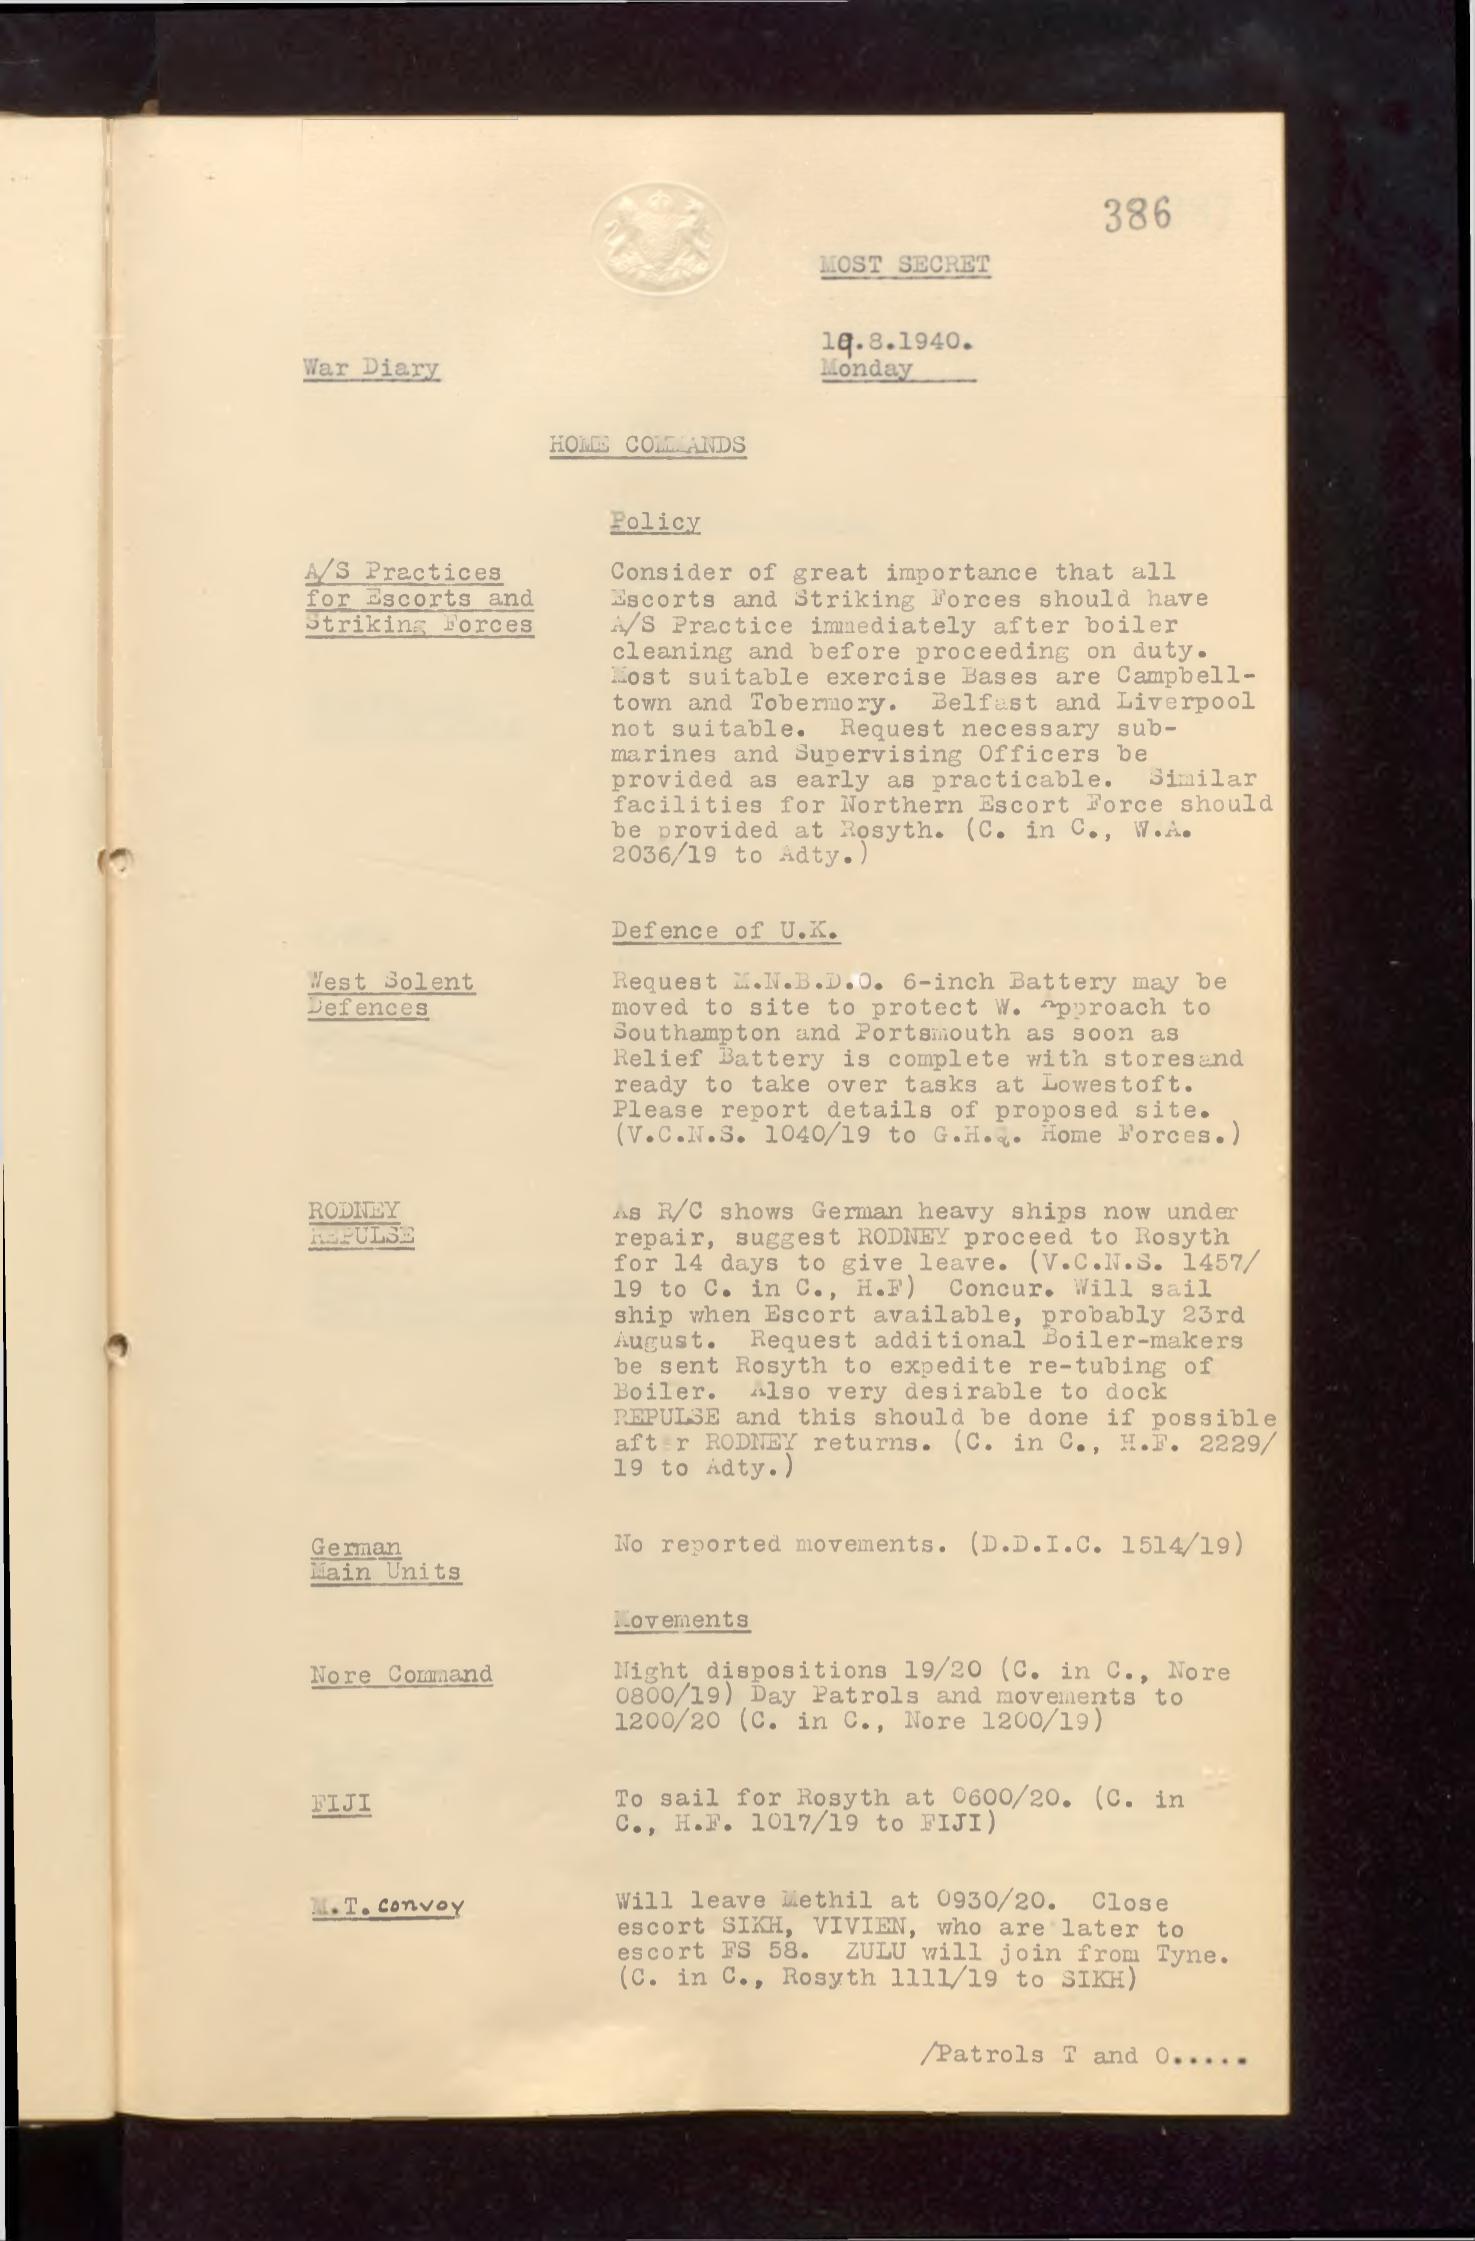 386
MOST SECRET
19.8.1940.
War Diary
Monday
HOME COMMANDS
Policy
A/S Practices
for Escorts and
Striking Forces
Consider of great importance that all
Escorts and Striking Forces should have
A/S Practice immediately after boiler
cleaning and before proceeding on duty.
Most suitable exercise Bases are Campbell-
town and Tobermory. Belfast and Liverpool
not suitable. Request necessary sub-
marines and Supervising Officers be
provided as early as practicable. Similar
facilities for Northern Escort Force should
be provided at Rosyth. (C. in C., W.A.
2036/19 to Adty.)
Defence of U.K.
West Solent
Defences
Request M.N.B.D.O. 6-inch Battery may be
moved to site to protect W. Approach to
Southampton and Portsmouth as soon as
Relief Battery is complete with storesand
ready to take over tasks at Lowestoft.
Please report details of proposed site.
(V.C.N.S. 1040/19 to G.H.Q. Home Forces.)
RODNEY
REPULSE
As R/C shows German heavy ships now under
repair, suggest RODNEY proceed to Rosyth
for 14 days to give leave. (V.C.N.S. 1457/
19 to C. in C., H.F) Concur. Will sail
ship when Escort available, probably 23rd
August. Request additional Boiler-makers
be sent Rosyth to expedite re-tubing of
Boiler. Also very desirable to dock
REPULSE and this should be done if possible
after RODNEY returns. (C. in C., H.F. 2229/
19 to Adty.)
German
Main Units
No reported movements. (D.D.I.C. 1514/19)
Movements
Nore Command
Night dispositions 19/20 (C. in C., Nore
0800/19) Day Patrols and movements to
1200/20 (C. in C., Nore 1200/19)
FIJI
To sail for Rosyth at 0600/20. (C. in
C., H.F. 1017/19 to FIJI)
M.T. convoy
Will leave Methil at 0930/20. Close
escort SIKH, VIVIEN, who are later to
escort FS 58. ZULU will join from Tyne.
(C. in C., Rosyth 1111/19 to SIKH)
/Patrols T and O.....